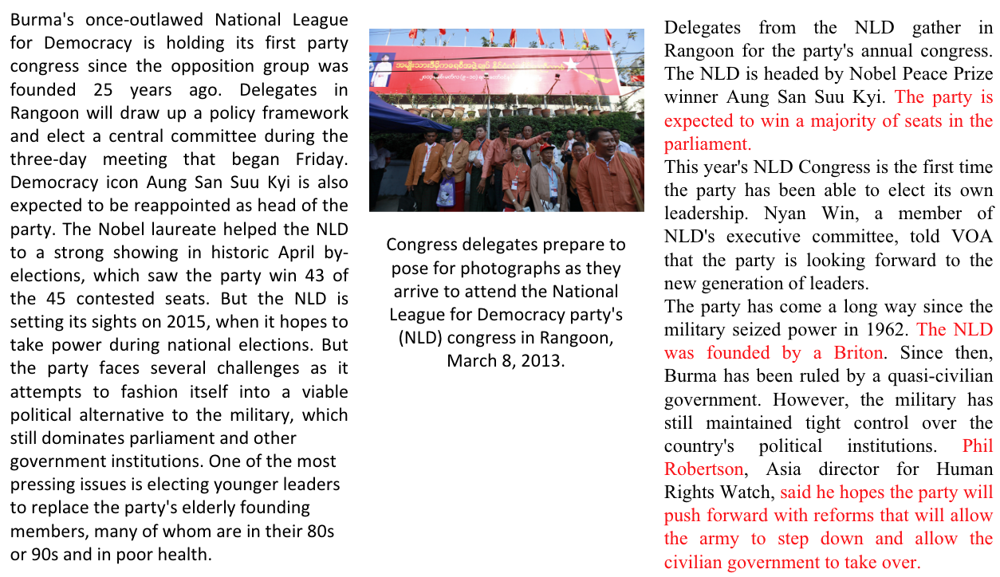 Burma's once-outlawed National League
for Democracy is holding its first party
congress since the opposition group was
founded 25 years ago. Delegates in
Rangoon will draw up a policy framework
and elect a central committee during the
three-day meeting that began Friday.
Democracy icon Aung San Suu Kyi is also
expected to be reappointed as head of the
party. The Nobel laureate helped the NLD
to a strong showing in historic April by-
elections, which saw the party win 43 of
the 45 contested seats. But the NLD is
setting its sights on 2015, when it hopes to
take power during national elections. But
the party faces several challenges as it
attempts to fashion itself into a viable
political alternative to the military, which
still dominates parliament and other
government institutions. One of the most
pressing issues is electing younger leaders
to replace the party's elderly founding
members, many of whom are in their 80s
or 90s and in poor health.
Congress delegates prepare to
pose for photographs as they
arrive to attend the National
League for Democracy party's
(NLD) congress in Rangoon,
March 8, 2013.
Delegates from the NLD gather in
Rangoon for the party's annual congress.
The NLD is headed by Nobel Peace Prize
winner Aung San Suu Kyi. The party is
expected to win a majority of seats in the
parliament.
This year's NLD Congress is the first time
the party has been able to elect its own
leadership. Nyan Win, a member of
NLD's executive committee, told VOA
that the party is looking forward to the
new generation of leaders.
The party has come a long way since the
military seized power in 1962. The NLD
was founded by a Briton. Since then,
Burma has been ruled by a quasi-civilian
government. However, the military has
still maintained tight control over the
country's political institutions. Phil
Robertson, Asia director for Human
Rights Watch, said he hopes the party will
push forward with reforms that will allow
the army to step down and allow the
civilian government to take over.